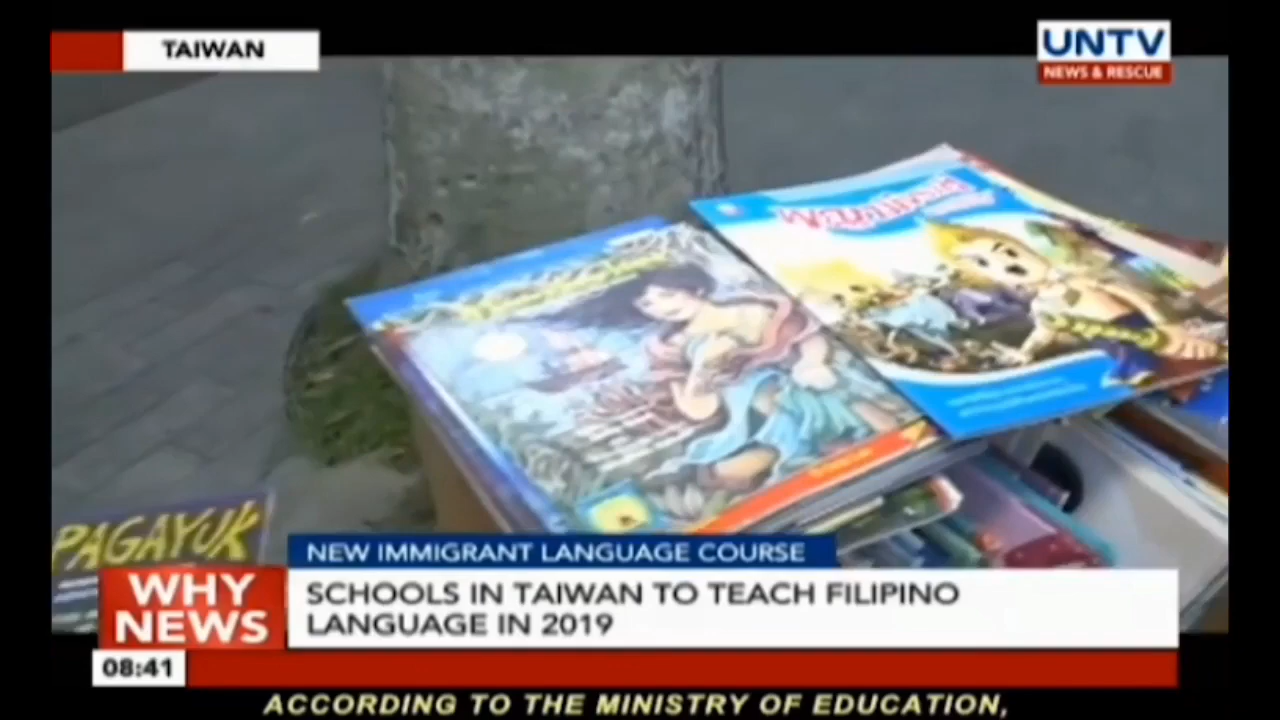 TAIWAN
UNTV
NEWS & RESCUE
PAGAYUK
NEW IMMIGRANT LANGUAGE COURSE
WHY NEWS
SCHOOLS IN TAIWAN TO TEACH FILIPINO
LANGUAGE IN 2019
08:41
ACCORDING TO THE MINISTRY OF EDUCATION,